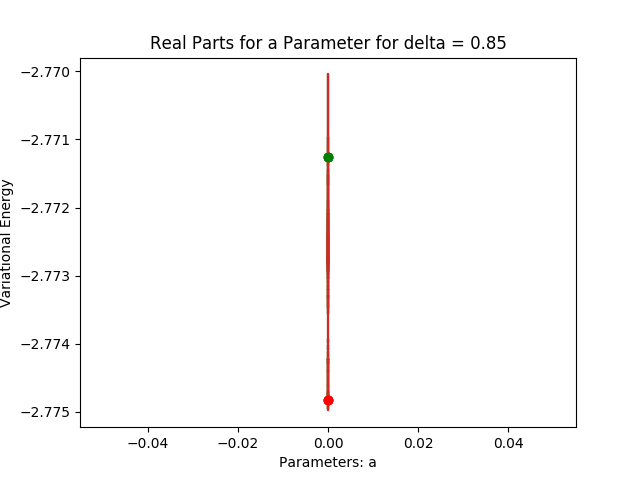 Real Parts for a Parameter for delta = 0.85
Variational Energy
−2.770
−2.771
−2.772
−2.773
−2.774
−2.775
−0.04 −0.02 0.00 0.02 0.04
Parameters: a